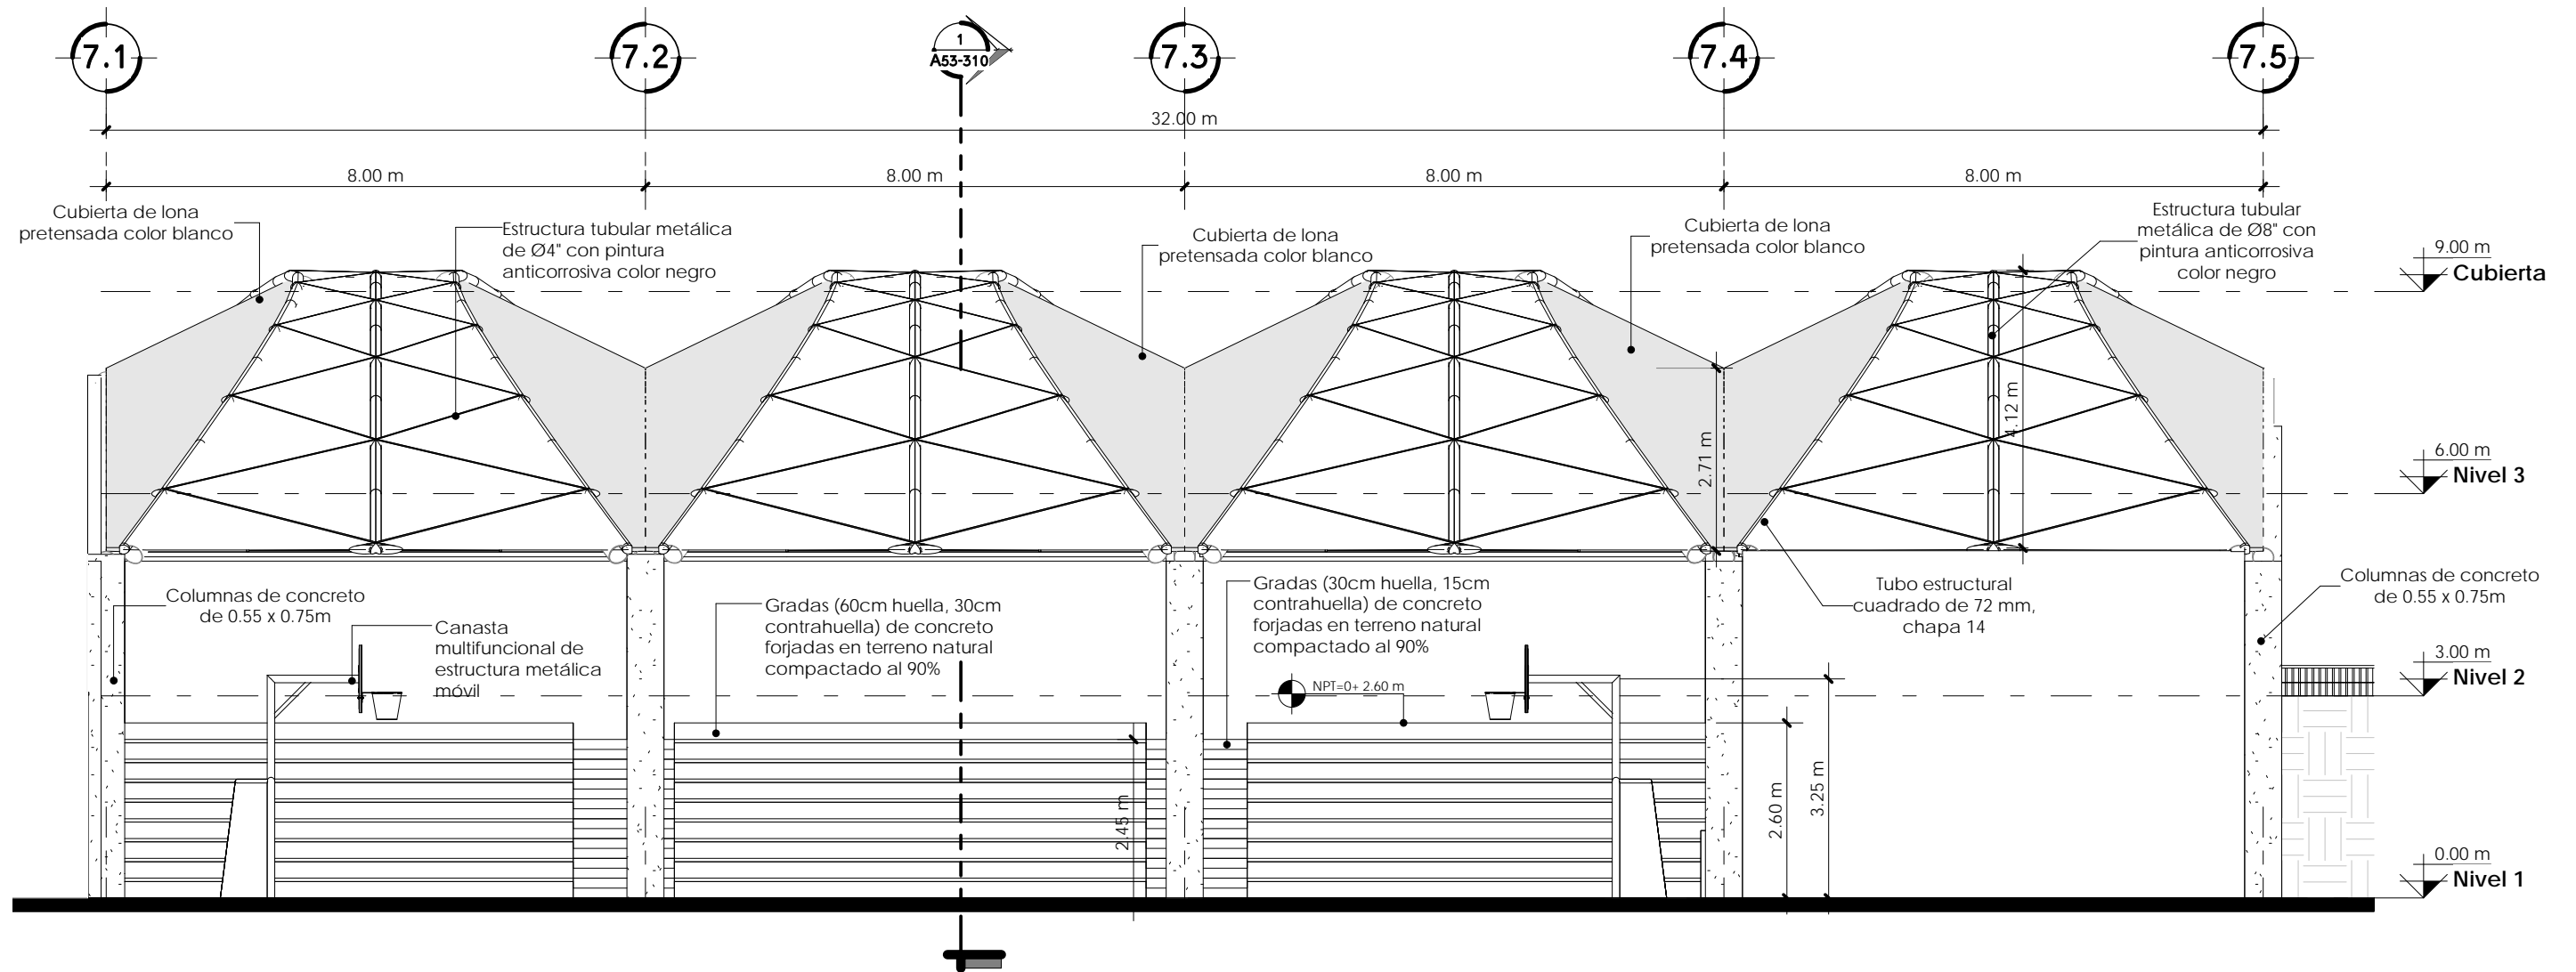 7.1
7.2
1
A53-310
7.3
7.4
7.5
32.00 m
8.00 m
8.00 m
8.00 m
8.00 m
Cubierta de lona
pretensada color blanco
Estructura tubular metálica
de Ø4" con pintura
anticorrosiva color negro
Cubierta de lona
pretensada color blanco
Cubierta de lona
pretensada color blanco
Estructura tubular
metálica de Ø8" con
pintura anticorrosiva
color negro
9.00 m
Cubierta
4.12 m
2.71 m
6.00 m
Nivel 3
Columnas de concreto
de 0.55 x 0.75m
Canasta
multifuncional de
estructura metálica
móvil
Gradas (60cm huella, 30cm
contrahuella) de concreto
forjadas en terreno natural
compactado al 90%
Gradas (30cm huella, 15cm
contrahuella) de concreto
forjadas en terreno natural
compactado al 90%
Tubo estructural
cuadrado de 72 mm,
chapa 14
Columnas de concreto
de 0.55 x 0.75m
NPT=0+ 2.60 m
3.00 m
Nivel 2
2.45 m
2.60 m
3.25 m
0.00 m
Nivel 1